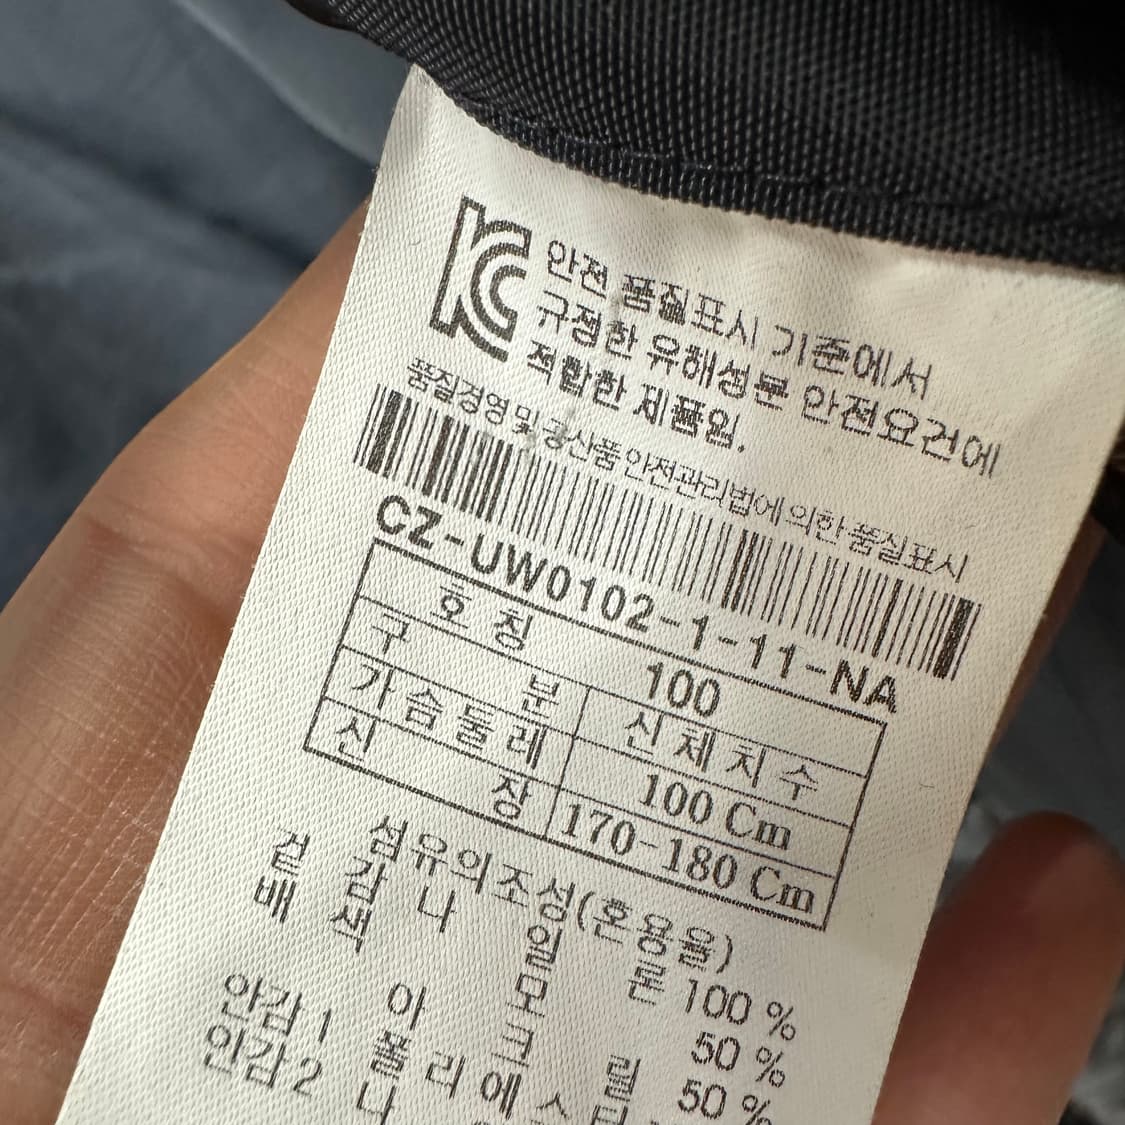 KC
안전 품질표시 기준에서
규정한 유해성분 안전요건에
적합한 제품임.
품질경영및 공산품안전관리법에의한품질표시
CZ-UW0102-1-11-NA
호 칭 100
구 분 신체치수
가슴둘레 100 Cm
신 장 170-180 Cm
섬유의조성(혼용율)
겉 감 나 일 론 100 %
배 색 모 50 %
아 크 릴 50 %
안감 1 폴 리 에 스
안감2 나